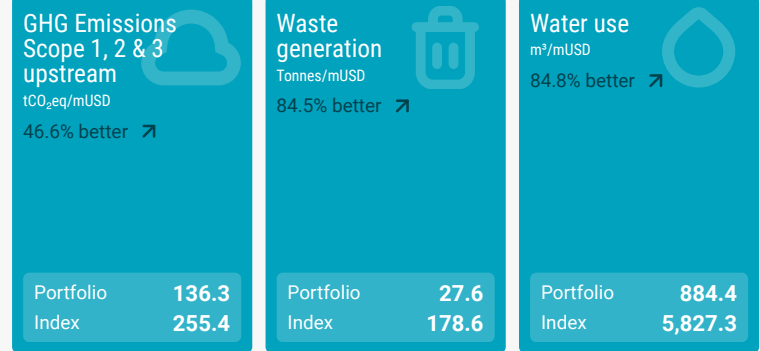 GHG Emissions
Scope 1, 2 & 3
upstream
tCO₂eq/mUSD
46.6% better
Portfolio 136.3
Index 255.4
Waste
generation
Tonnes/mUSD
84.5% better
Portfolio 27.6
Index 178.6
Water use
m³/mUSD
84.8% better
Portfolio 884.4
Index 5,827.3